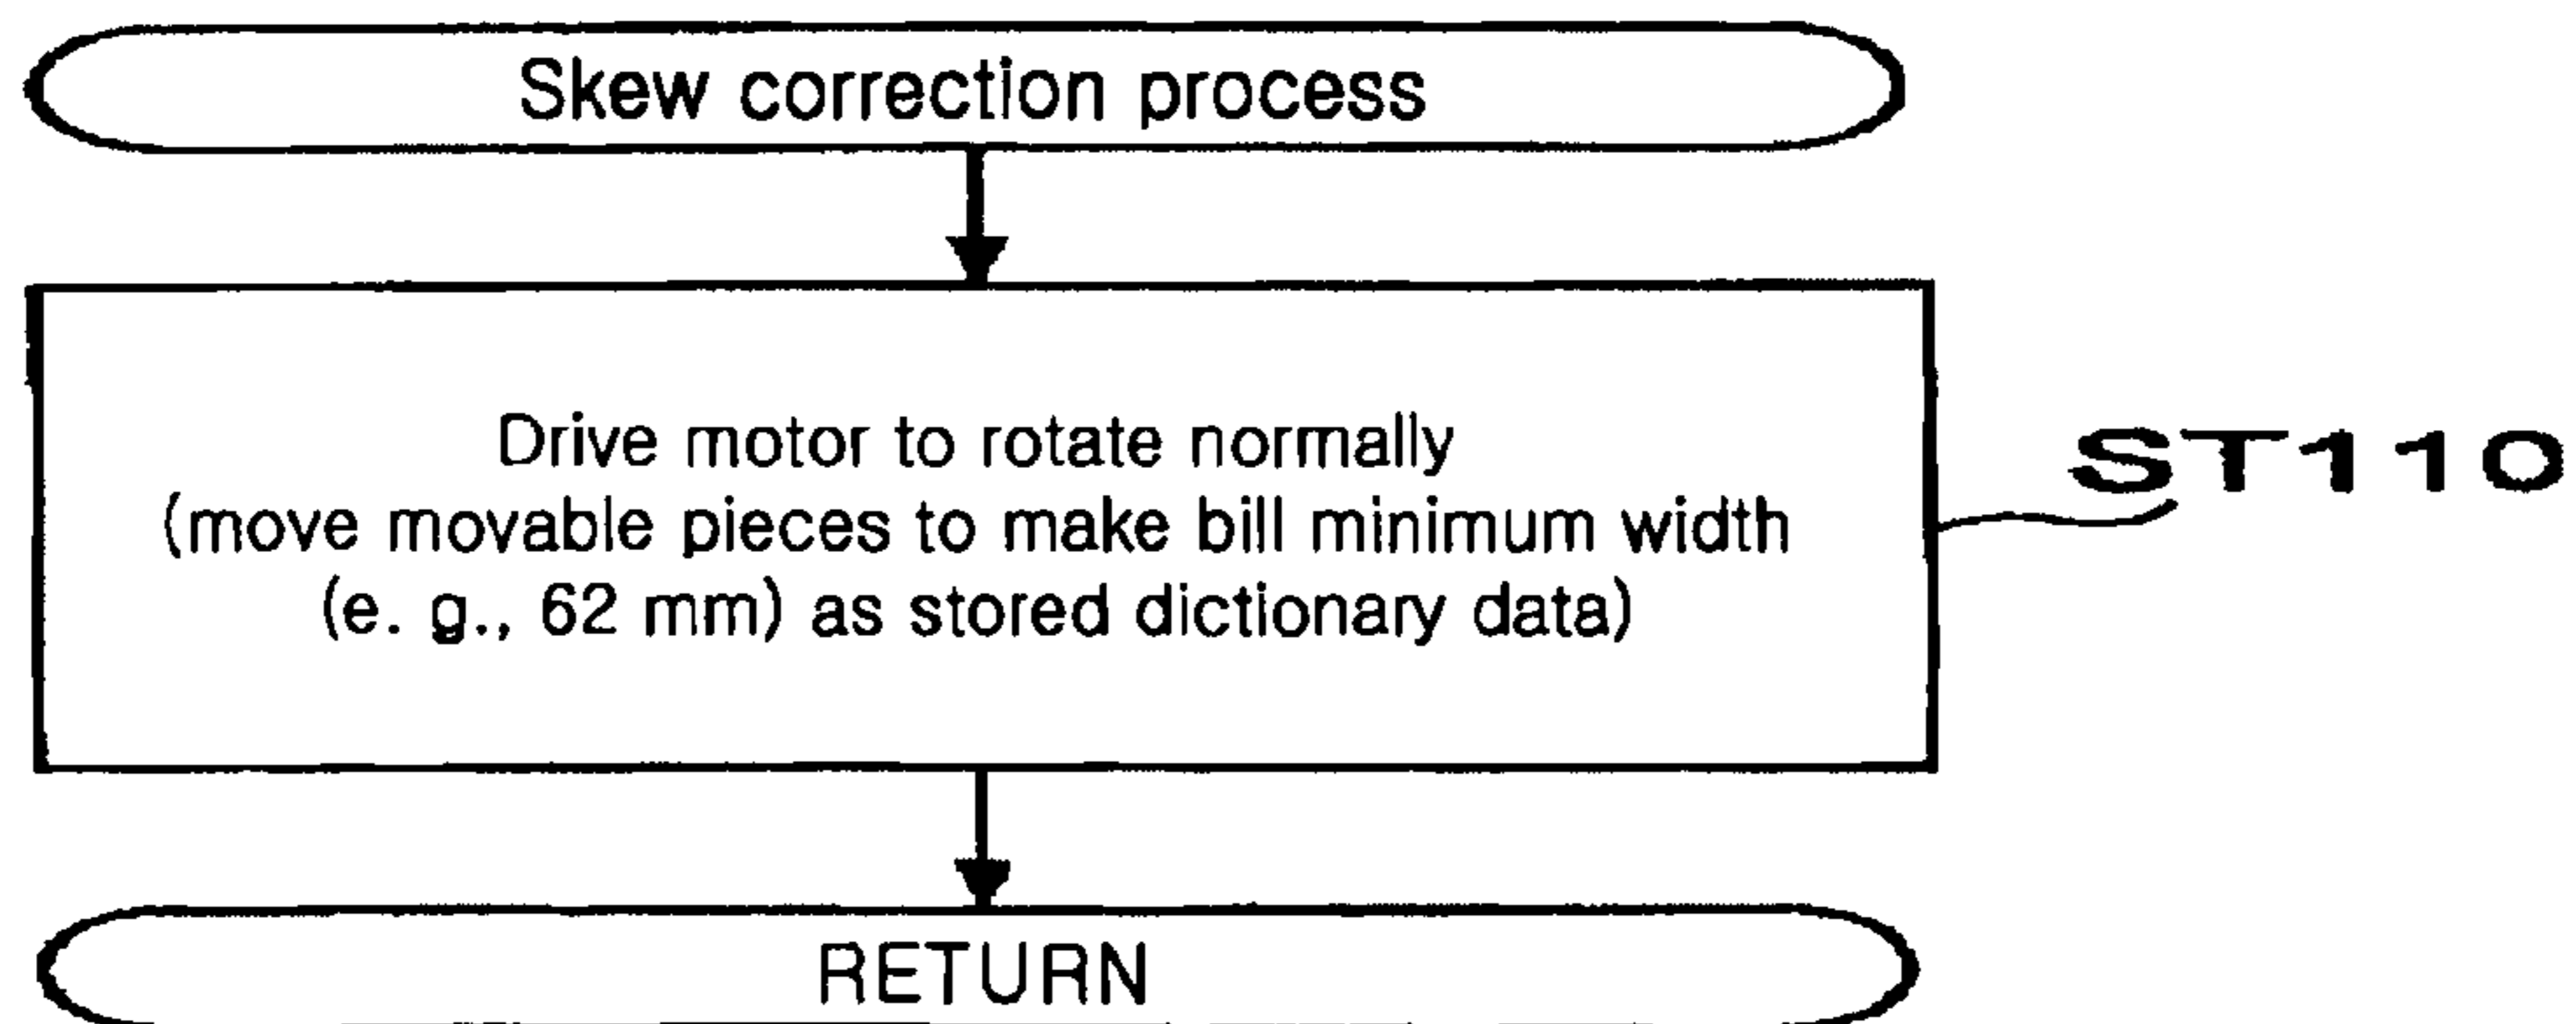 Skew correction process
Drive motor to rotate normally
(move movable pieces to make bill minimum width
(e. g., 62 mm) as stored dictionary data)
ST110
RETURN